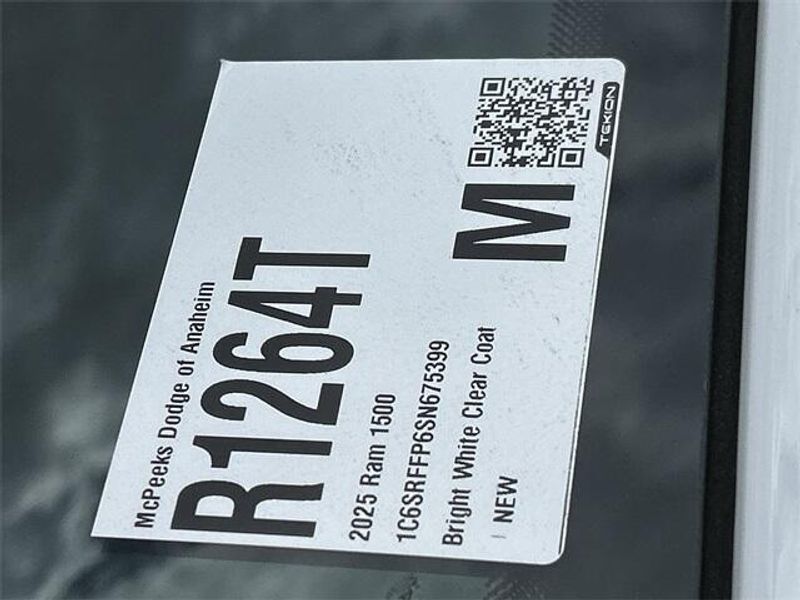 McPeeks Dodge of Anaheim
R1264T
2025 Ram 1500
1C6SRFFP6SN675399
Bright White Clear Coat
NEW
M
TEKION